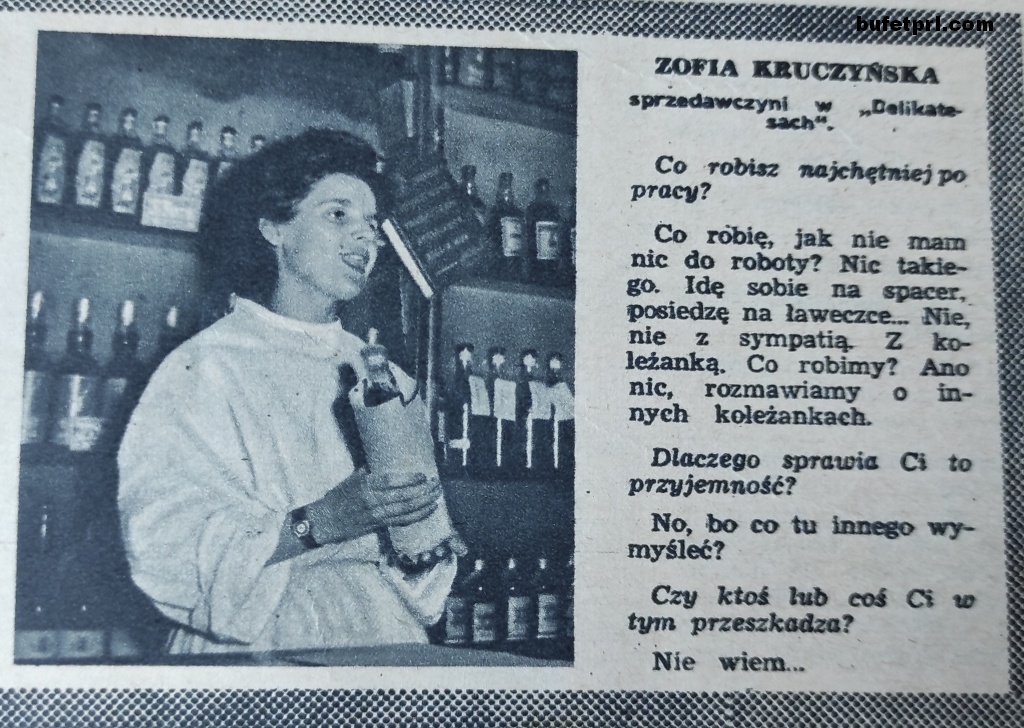 bufetprl.com
ZOFIA KRUCZYŃSKA
sprzedawczyni w „Delikate-
sach".
Co robisz najchętniej po
pracy?
Co robię, jak nie mam
nic do roboty? Nic takie-
go. Idę sobie na spacer,
posiedzę na ławeczce... Nie,
nie z sympatią. Z ko-
leżanką. Co robimy? Ano
nic, rozmawiamy o in-
nych koleżankach.
Dlaczego sprawia Ci to
przyjemność?
No, bo co tu innego wy-
myśleć?
Czy ktoś lub coś Ci w
tym przeszkadza?
Nie wiem...